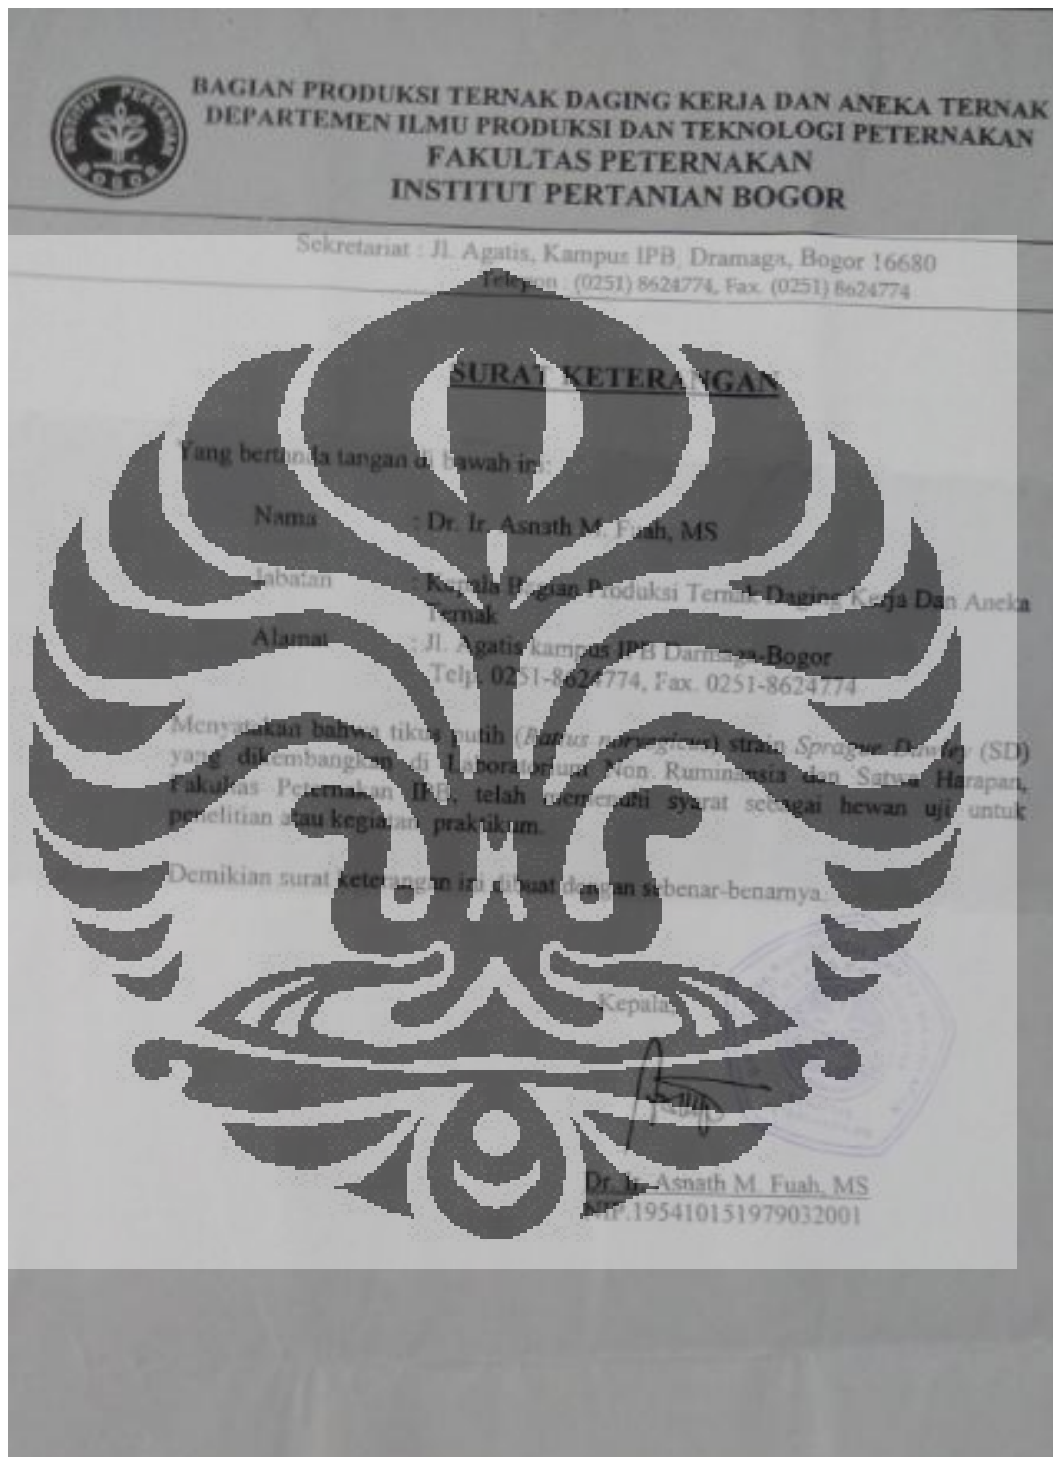 INSTITUT PERTANIAN
BOGOR
BAGIAN PRODUKSI TERNAK DAGING KERJA DAN ANEKA TERNAK
DEPARTEMEN ILMU PRODUKSI DAN TEKNOLOGI PETERNAKAN
FAKULTAS PETERNAKAN
INSTITUT PERTANIAN BOGOR
Sekretariat : Jl. Agatis, Kampus IPB, Dramaga, Bogor 16680
Telepon : (0251) 8624774, Fax. (0251) 8624774
SURAT KETERANGAN
Yang bertanda tangan di bawah ini:
Nama : Dr. Ir. Asnath M. Fuah, MS
Jabatan : Kepala Bagian Produksi Ternak Daging Kerja Dan Aneka
Ternak
Alamat : Jl. Agatis kampus IPB Darmaga-Bogor
Telp. 0251-8624774, Fax. 0251-8624774
Menyatakan bahwa tikus putih (Rattus norvegicus) strain Sprague Dawley (SD)
yang dikembangkan di Laboratorium Non Ruminansia dan Satwa Harapan,
Fakultas Peternakan IPB, telah memenuhi syarat sebagai hewan uji untuk
penelitian atau kegiatan praktikum.
Demikian surat keterangan ini dibuat dengan sebenar-benarnya.
Kepala,
Dr. Ir. Asnath M. Fuah, MS
NIP.195410151979032001